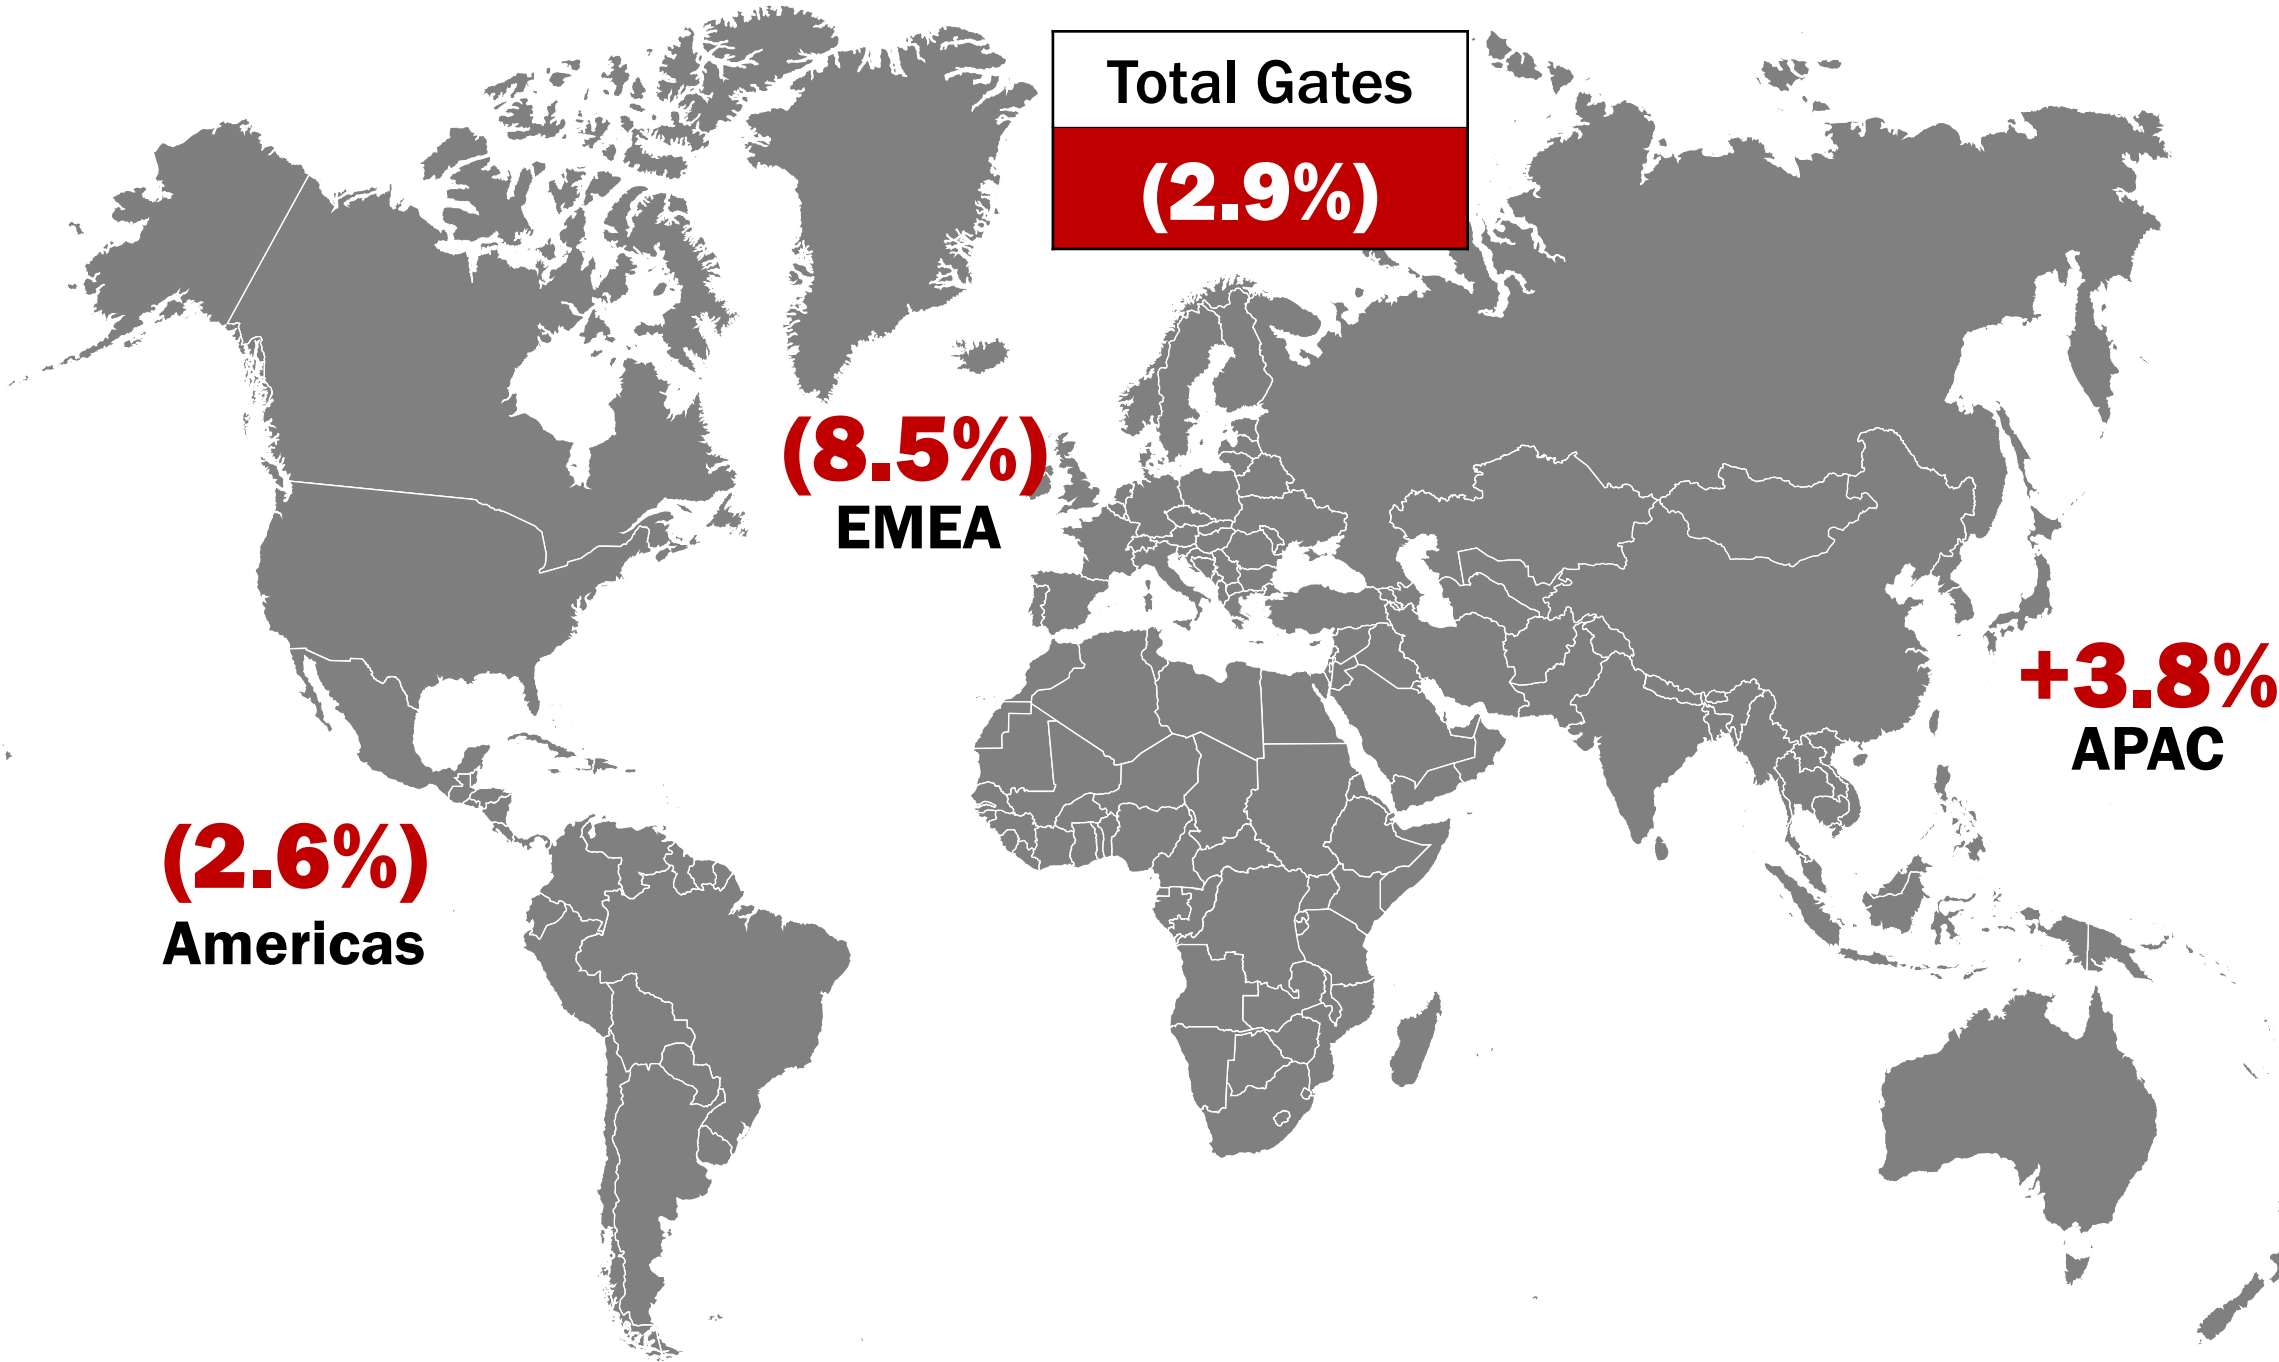 Total Gates
(2.9%)
(8.5%)
EMEA
+3.8%
APAC
(2.6%)
Americas